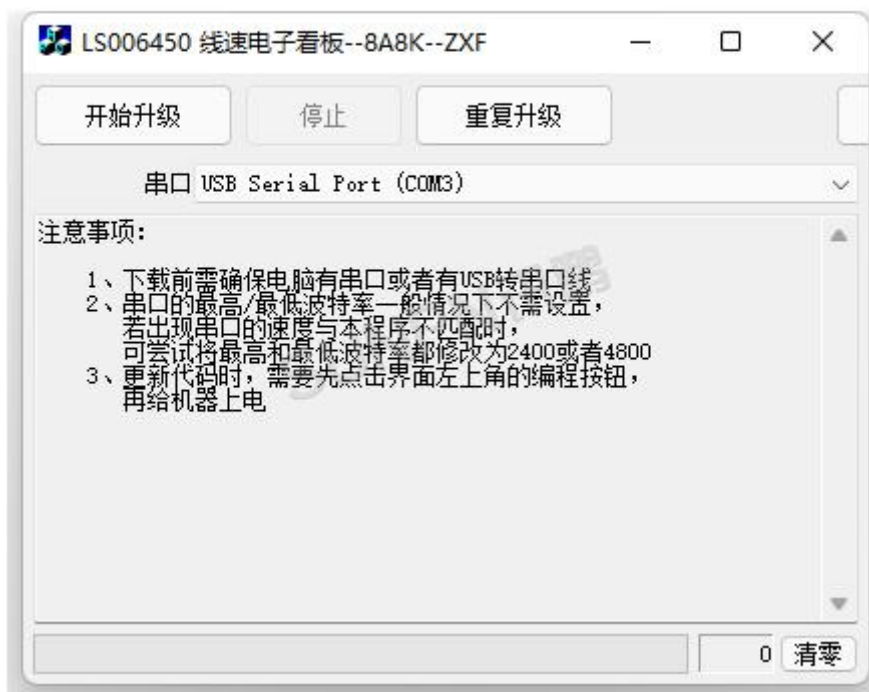 LS006450 线速电子看板--8A8K--ZXF
开始升级 停止 重复升级
串口 USB Serial Port (COM3)
注意事项：
1、下载前需确保电脑有串口或者有USB转串口线
2、串口的最高/最低波特率一般情况下不需设置，
若出现串口的速度与本程序不匹配时，
可尝试将最高和最低波特率都修改为2400或者4800
3、更新代码时，需要先点击界面左上角的编程按钮，
再给机器上电
0 清零